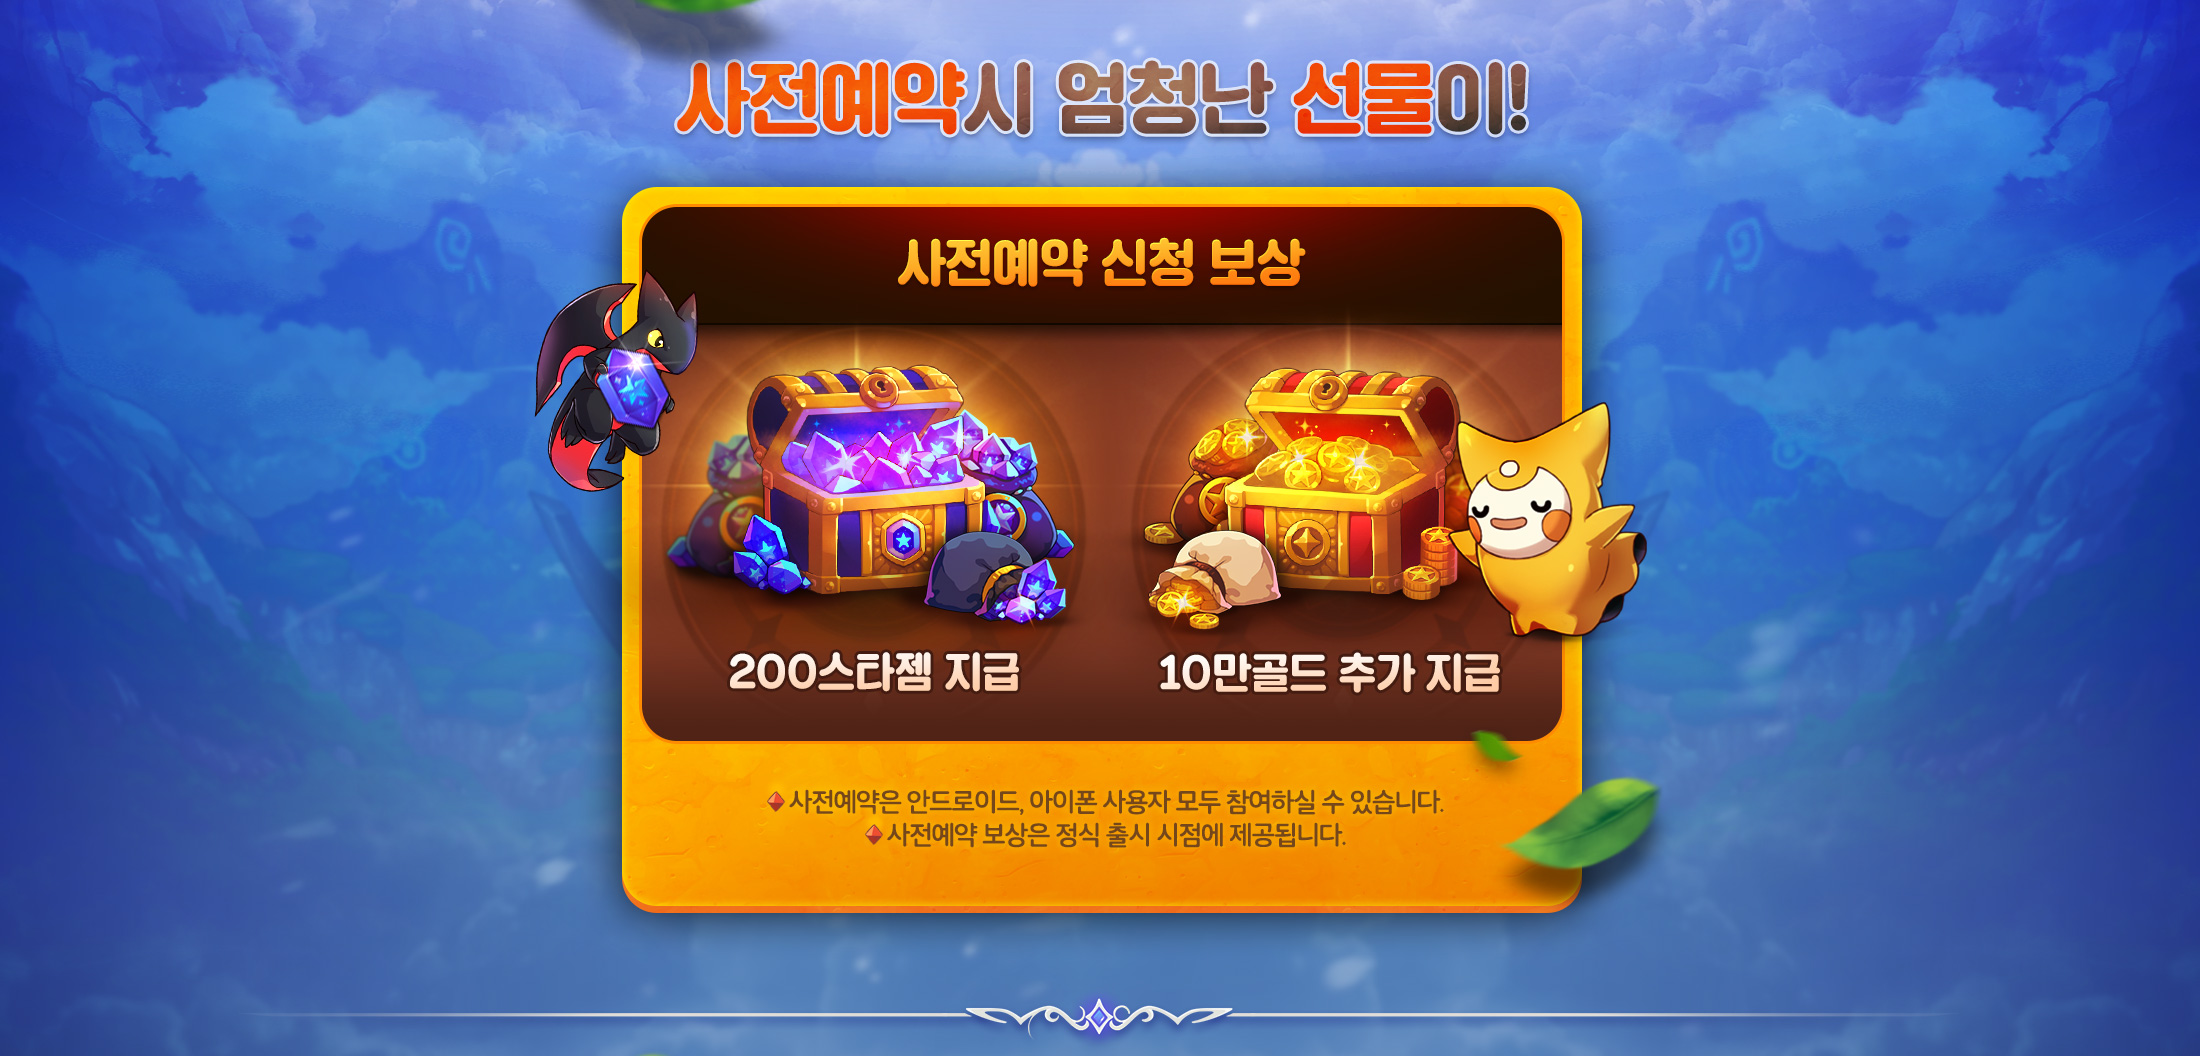 사전예약시 엄청난 선물이!
사전예약 신청 보상
200스타젬 지급
10만골드 추가 지급
사전예약은 안드로이드, 아이폰 사용자 모두 참여하실 수 있습니다.
사전예약 보상은 정식 출시 시점에 제공됩니다.